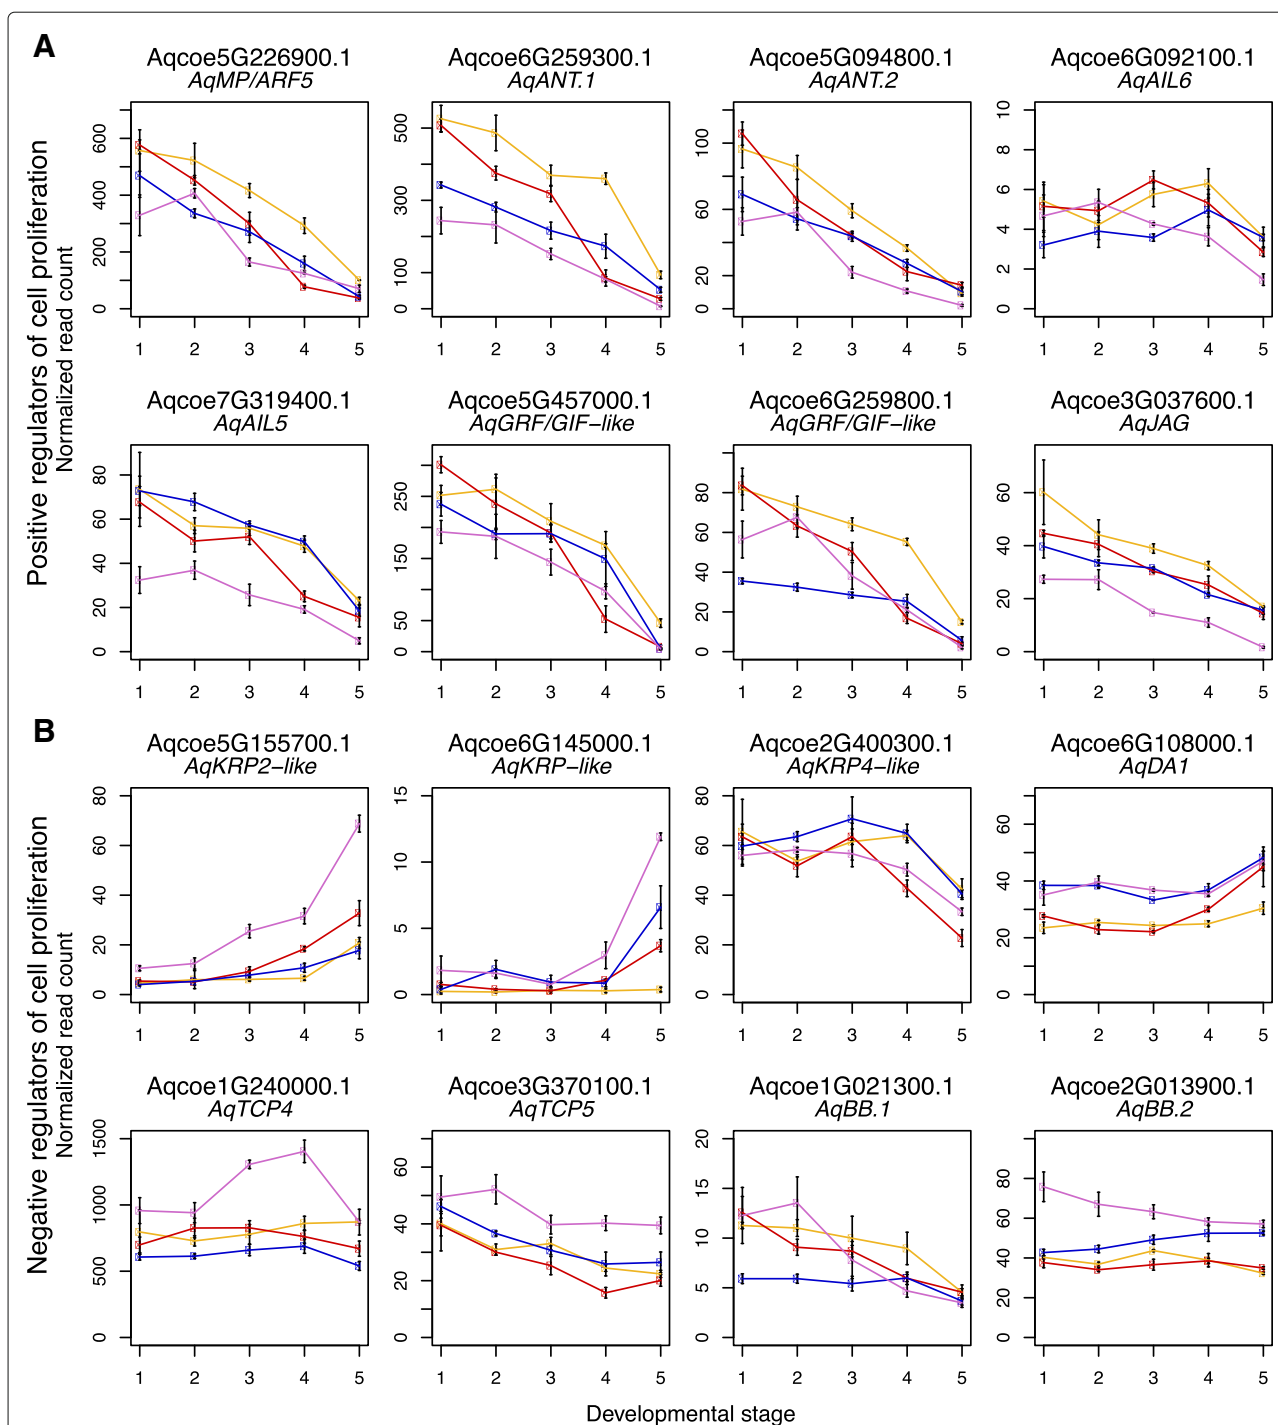 A
Aqcoe5G226900.1
AqMP/ARF5
Aqcoe6G259300.1
AqANT.1
Aqcoe5G094800.1
AqANT.2
Aqcoe6G092100.1
AqAIL6
Positive regulators of cell proliferation
Normalized read count
0 200 400 600
1 2 3 4 5
0 100 300 500
1 2 3 4 5
0 20 60 100
1 2 3 4 5
0 2 4 6 8 10
1 2 3 4 5
Aqcoe7G319400.1
AqAIL5
Aqcoe5G457000.1
AqGRF/GIF−like
Aqcoe6G259800.1
AqGRF/GIF−like
Aqcoe3G037600.1
AqJAG
0 20 40 60 80
1 2 3 4 5
0 50 150 250
1 2 3 4 5
0 20 40 60 80
1 2 3 4 5
0 20 40 60
1 2 3 4 5
B
Aqcoe5G155700.1
AqKRP2−like
Aqcoe6G145000.1
AqKRP−like
Aqcoe2G400300.1
AqKRP4−like
Aqcoe6G108000.1
AqDA1
Negative regulators of cell proliferation
Normalized read count
0 20 40 60 80
1 2 3 4 5
0 5 10 15
1 2 3 4 5
0 20 40 60 80
1 2 3 4 5
0 20 40 60
1 2 3 4 5
Aqcoe1G240000.1
AqTCP4
Aqcoe3G370100.1
AqTCP5
Aqcoe1G021300.1
AqBB.1
Aqcoe2G013900.1
AqBB.2
0 500 1000 1500
1 2 3 4 5
0 20 40 60
1 2 3 4 5
0 5 10 15 20
1 2 3 4 5
0 20 40 60 80
1 2 3 4 5
Developmental stage